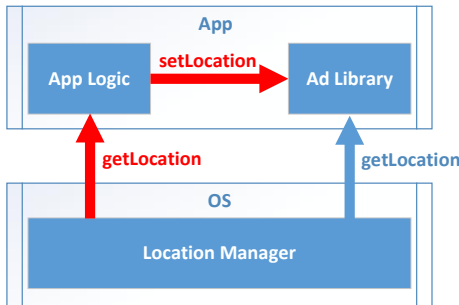 App
setLocation
App Logic
Ad Library
getLocation
getLocation
OS
Location Manager